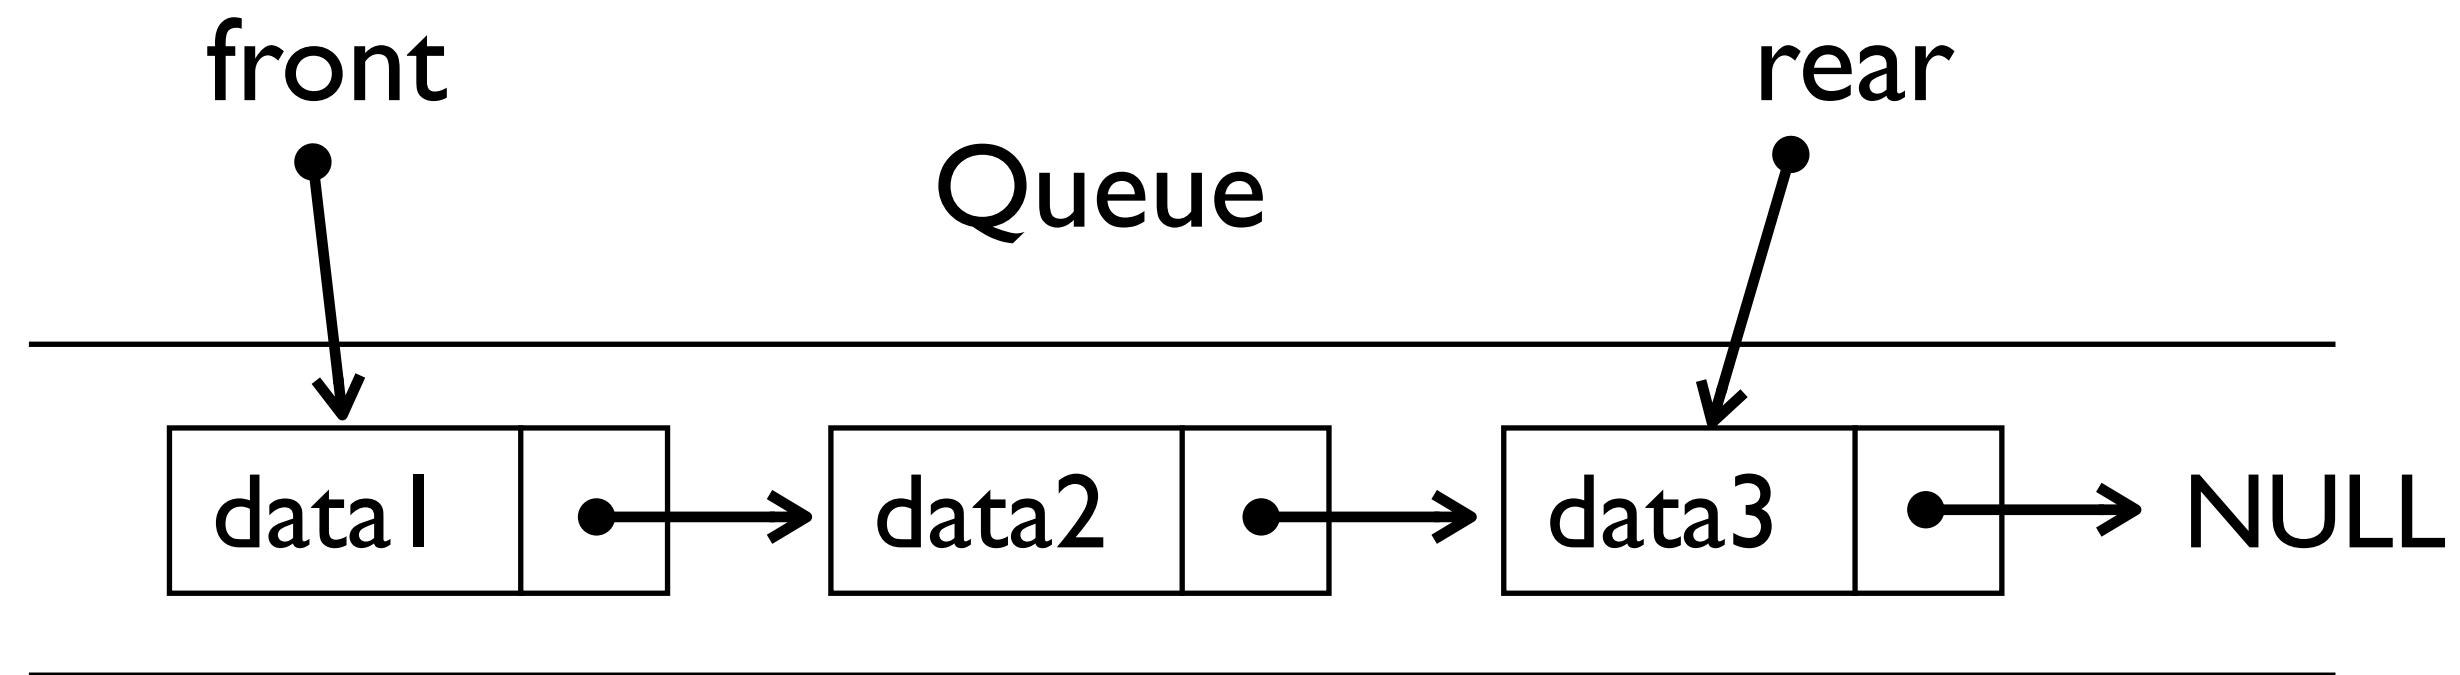 front
rear
Queue
data1
data2
data3
NULL